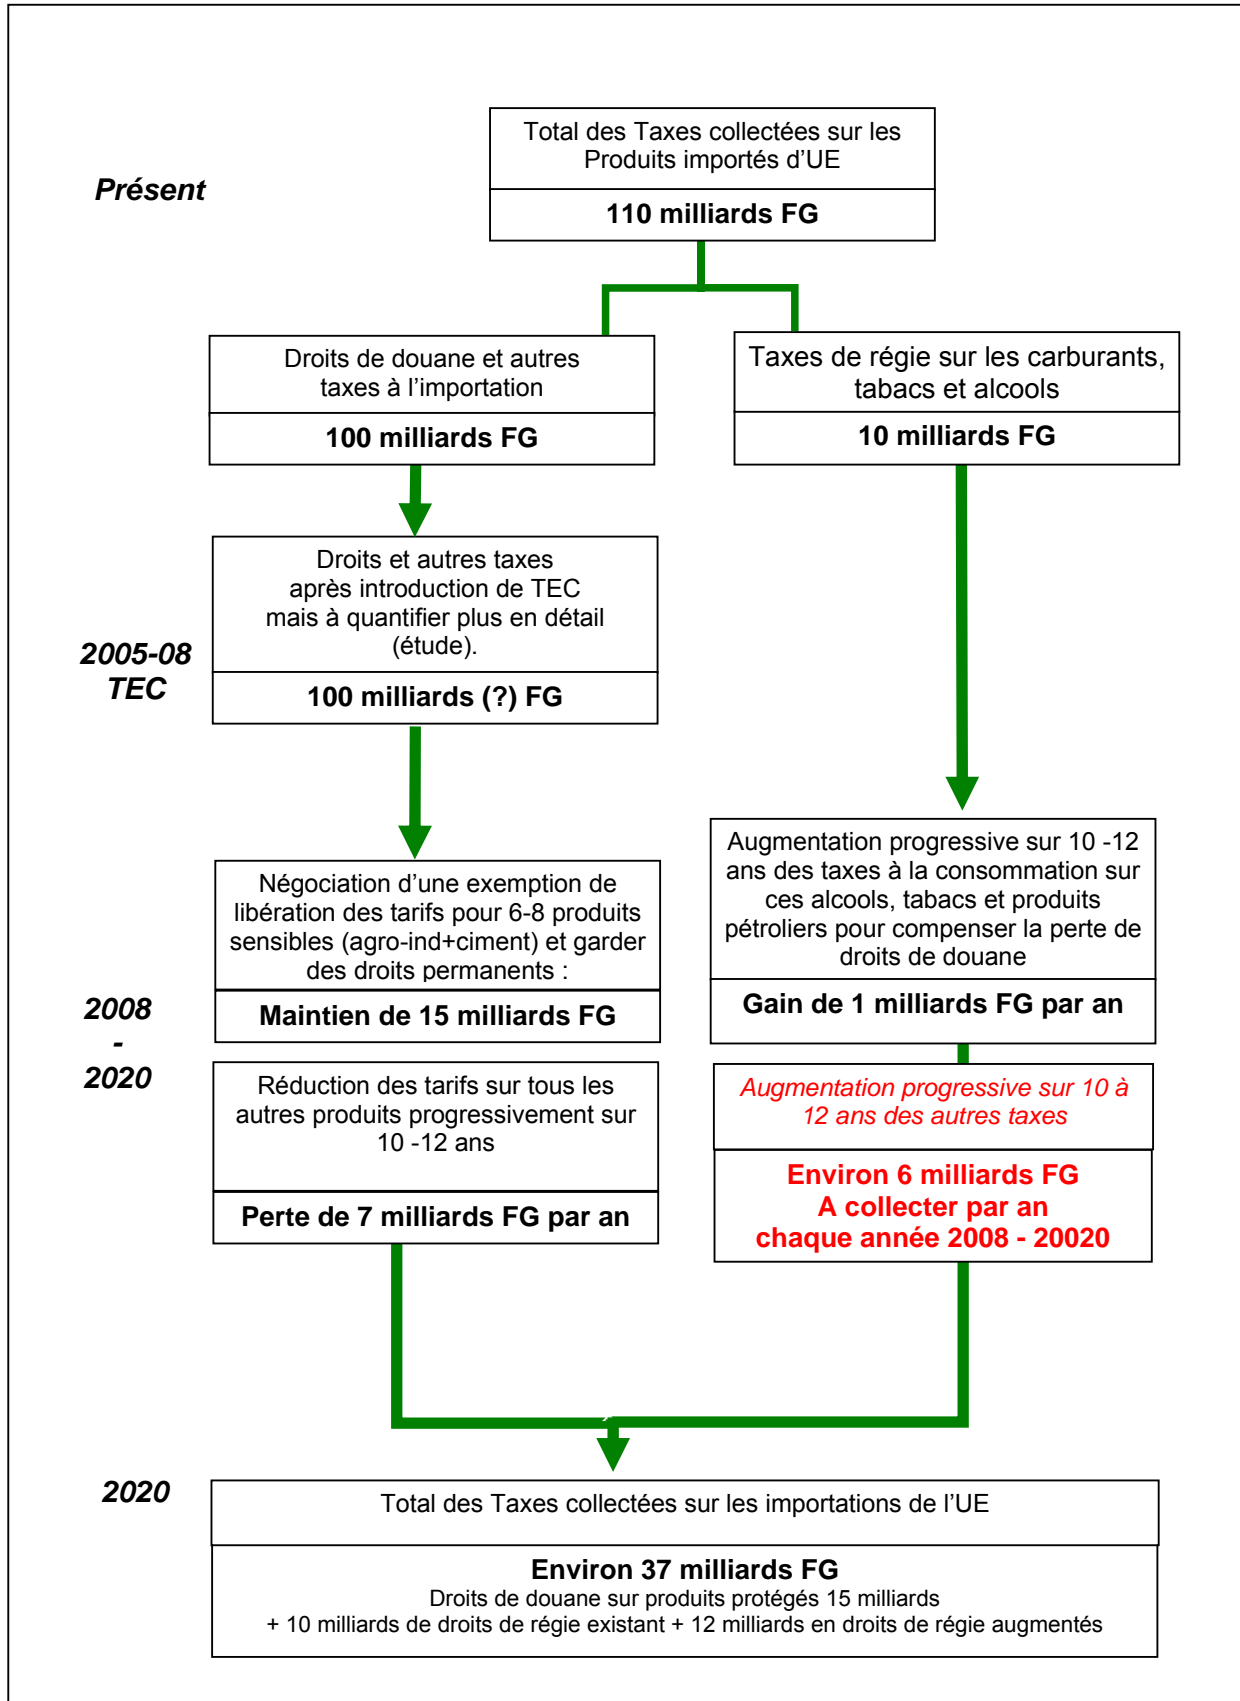 Total des Taxes collectées sur les
Produits importés d’UE
Présent
110 milliards FG
Droits de douane et autres
taxes à l’importation
100 milliards FG
Taxes de régie sur les carburants,
tabacs et alcools
10 milliards FG
Droits et autres taxes
après introduction de TEC
mais à quantifier plus en détail
(étude).
2005-08
TEC
100 milliards (?) FG
Négociation d’une exemption de
libération des tarifs pour 6-8 produits
sensibles (agro-ind+ciment) et garder
des droits permanents :
Maintien de 15 milliards FG
Augmentation progressive sur 10 -12
ans des taxes à la consommation sur
ces alcools, tabacs et produits
pétroliers pour compenser la perte de
droits de douane
Gain de 1 milliards FG par an
2008
-
2020
Réduction des tarifs sur tous les
autres produits progressivement sur
10 -12 ans
Perte de 7 milliards FG par an
Augmentation progressive sur 10 à
12 ans des autres taxes
Environ 6 milliards FG
A collecter par an
chaque année 2008 - 20020
2020
Total des Taxes collectées sur les importations de l’UE
Environ 37 milliards FG
Droits de douane sur produits protégés 15 milliards
+ 10 milliards de droits de régie existant + 12 milliards en droits de régie augmentés